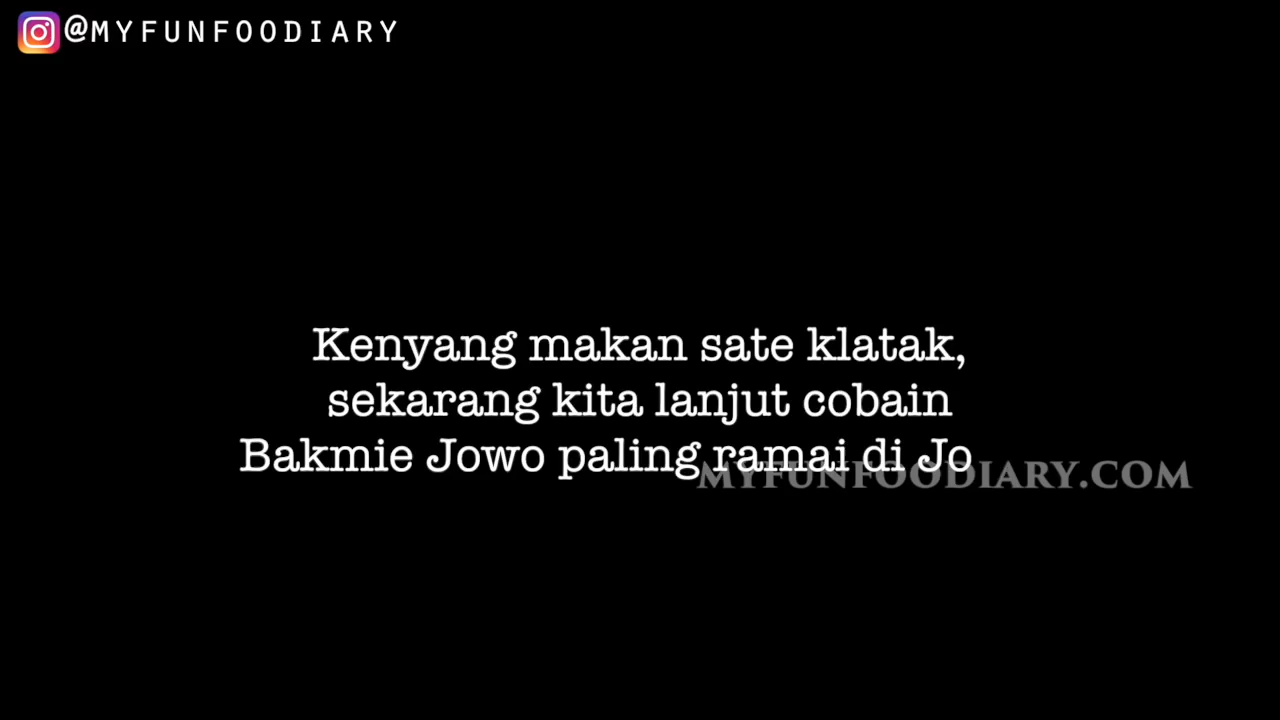 @MYFUNFOODIARY
Kenyang makan sate klatak,
sekarang kita lanjut cobain
Bakmie Jowo paling ramai di Jo
MYFUNFOODIARY.COM